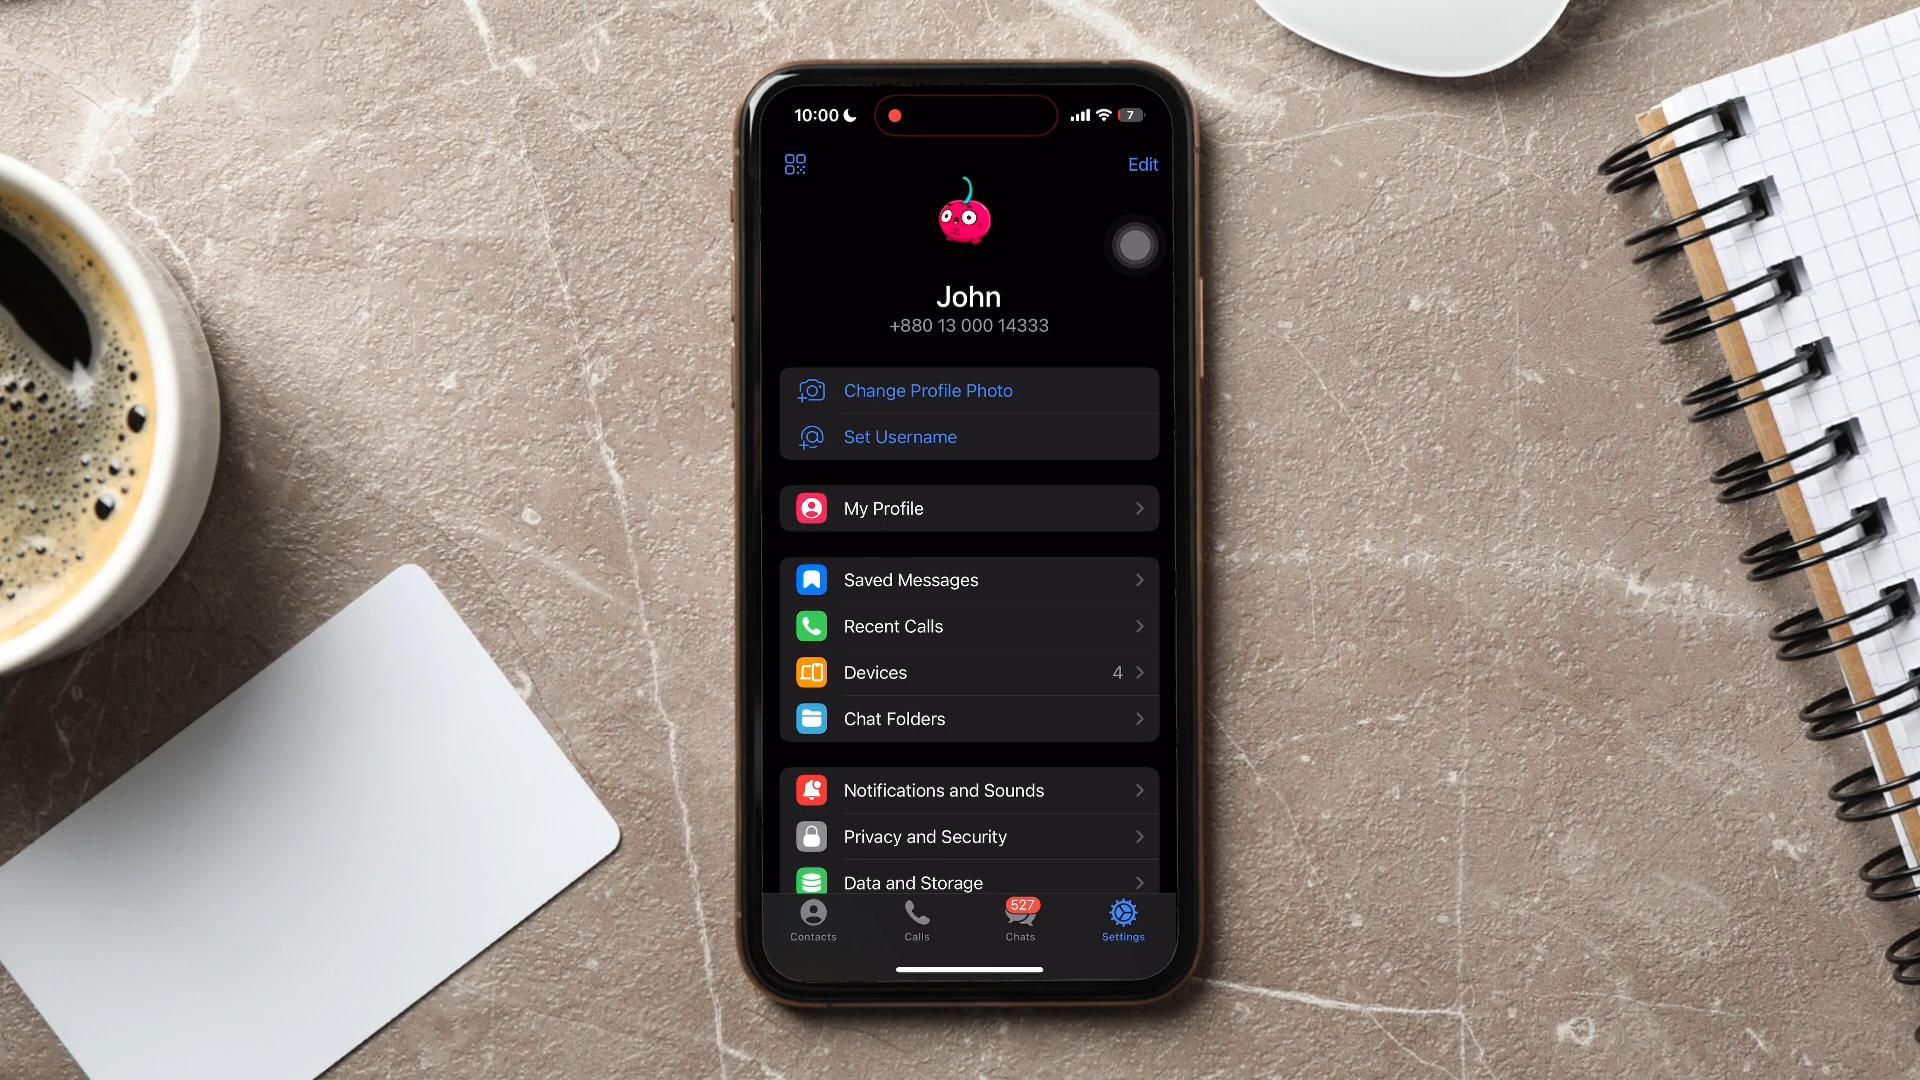 10:00
7
Edit
John
+880 13 000 14333
Change Profile Photo
Set Username
My Profile
Saved Messages
Recent Calls
Devices 4
Chat Folders
Notifications and Sounds
Privacy and Security
Data and Storage
527
Contacts Calls Chats Settings